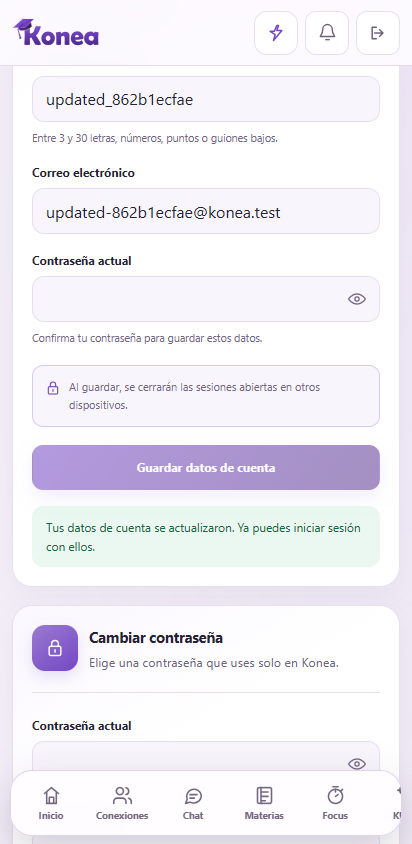 Konea
updated_862b1ecfae
Entre 3 y 30 letras, números, puntos o guiones bajos.
Correo electrónico
updated-862b1ecfae@konea.test
Contraseña actual
Confirma tu contraseña para guardar estos datos.
Al guardar, se cerrarán las sesiones abiertas en otros
dispositivos.
Guardar datos de cuenta
Tus datos de cuenta se actualizaron. Ya puedes iniciar sesión
con ellos.
Cambiar contraseña
Elige una contraseña que uses solo en Konea.
Contraseña actual
Inicio Conexiones Chat Materias Focus